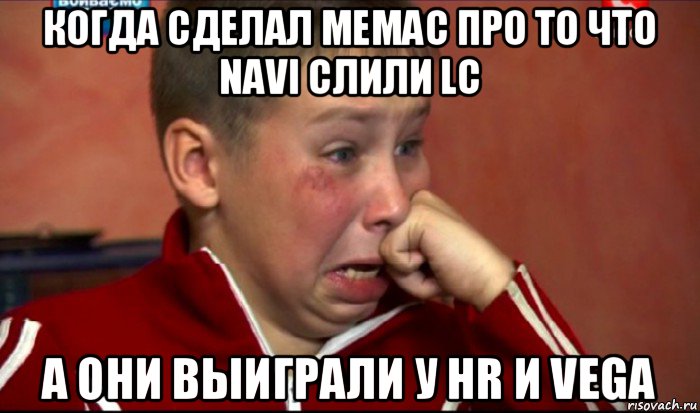 КОГДА СДЕЛАЛ МЕМАС ПРО ТО ЧТО
NAVI СЛИЛИ LC
А ОНИ ВЫИГРАЛИ У HR И VEGA
risovach.ru